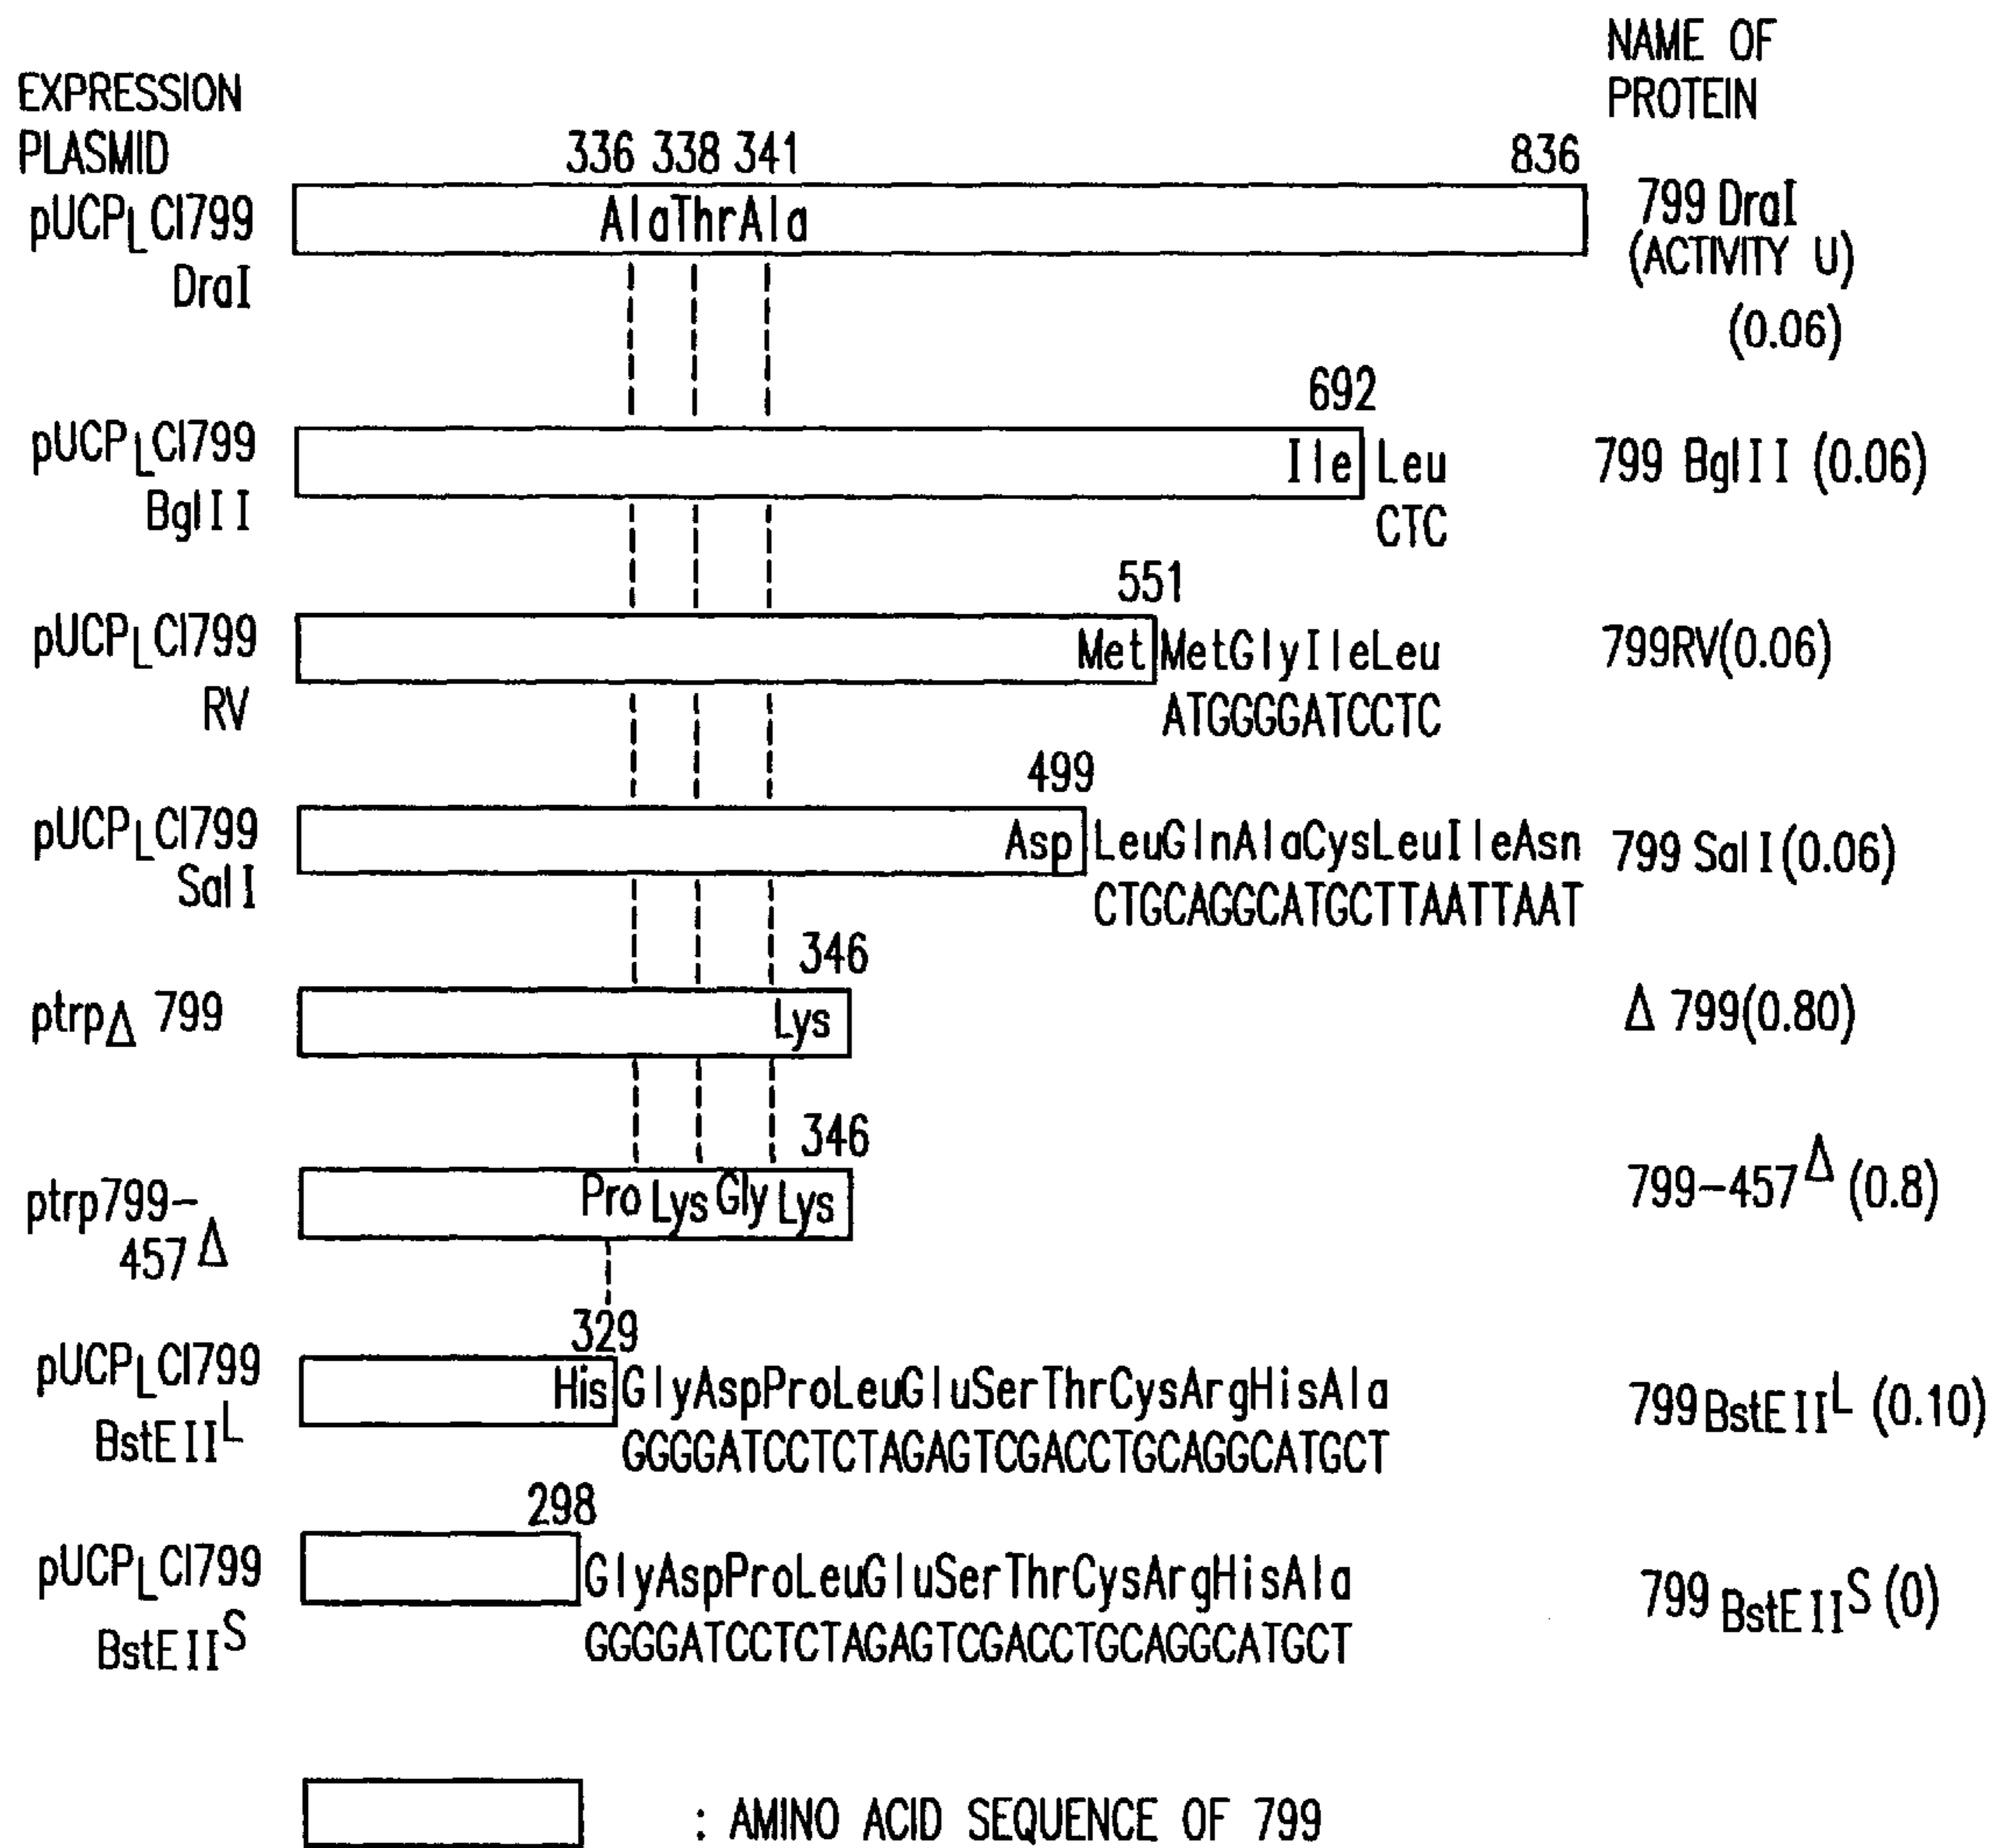 NAME OF
PROTEIN
EXPRESSION
PLASMID
336 338 341 836
pUCPLCI799 AlaThrAla 799 DraI
DraI (ACTIVITY U)
(0.06)
692
pUCPLCI799 Ile Leu 799 BglII (0.06)
BglII CTC
551
pUCPLCI799 Met MetGlyIleLeu 799RV(0.06)
RV ATGGGGATCCTC
499
pUCPLCI799 Asp LeuGlnAlaCysLeuIleAsn 799 SalI(0.06)
SalI CTGCAGGCATGCTTAATTAAT
346
ptrpΔ 799 Lys Δ 799(0.80)
346
ptrp799- Pro Lys Gly Lys 799-457Δ (0.8)
457Δ
329
pUCPLCI799 His GlyAspProLeuGluSerThrCysArgHisAla 799BstEIIL (0.10)
BstEIIL GGGGATCCTCTAGAGTCGACCTGCAGGCATGCT
298
pUCPLCI799 GlyAspProLeuGluSerThrCysArgHisAla 799 BstEIIS (0)
BstEIIS GGGGATCCTCTAGAGTCGACCTGCAGGCATGCT
: AMINO ACID SEQUENCE OF 799